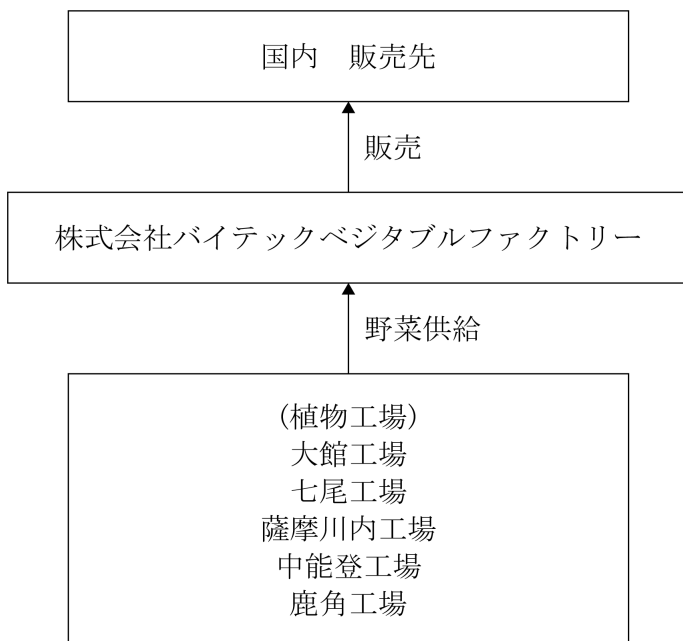 国内　販売先
販売
株式会社バイテックベジタブルファクトリー
野菜供給
(植物工場)
大館工場
七尾工場
薩摩川内工場
中能登工場
鹿角工場